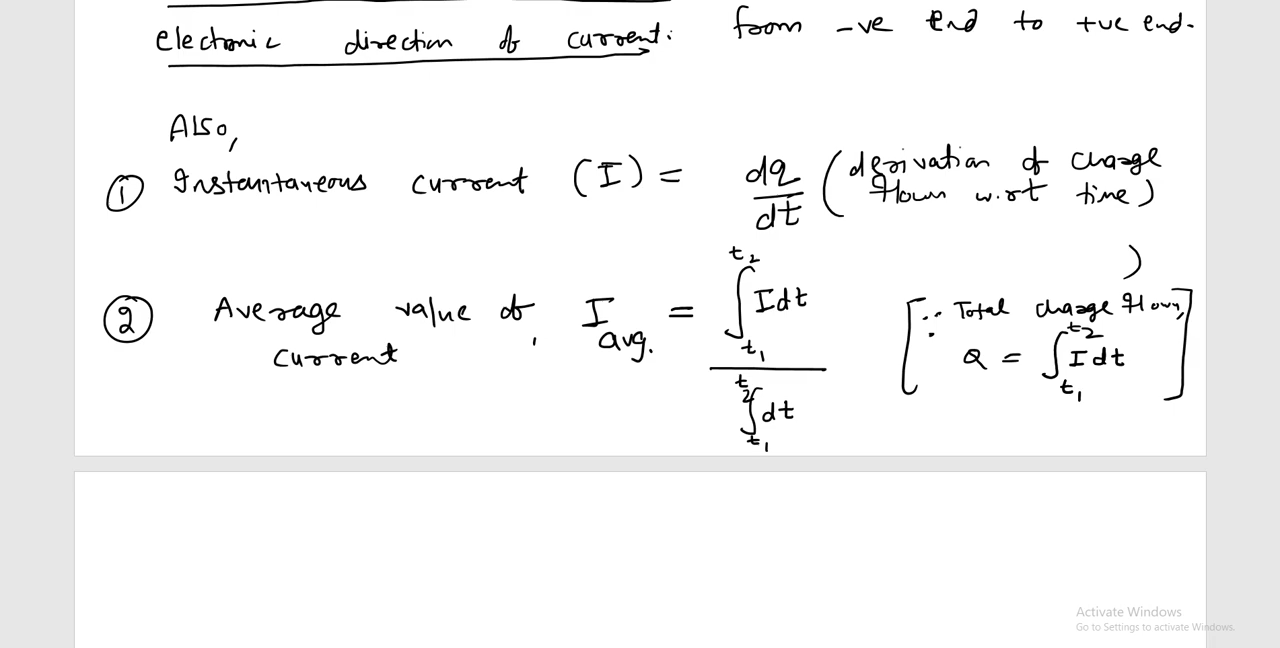 electronic direction of current. from -ve end to +ve end.
Also,
① Instantaneous current (I) = dq/dt (derivation of charge
flown w.r.t time)
)
② Average value of I avg. = ∫t₁^t₂ I dt / ∫t₁^t₂ dt [∵ Total charge flown,
current Q = ∫t₁^t₂ I dt]
Activate Windows
Go to Settings to activate Windows.